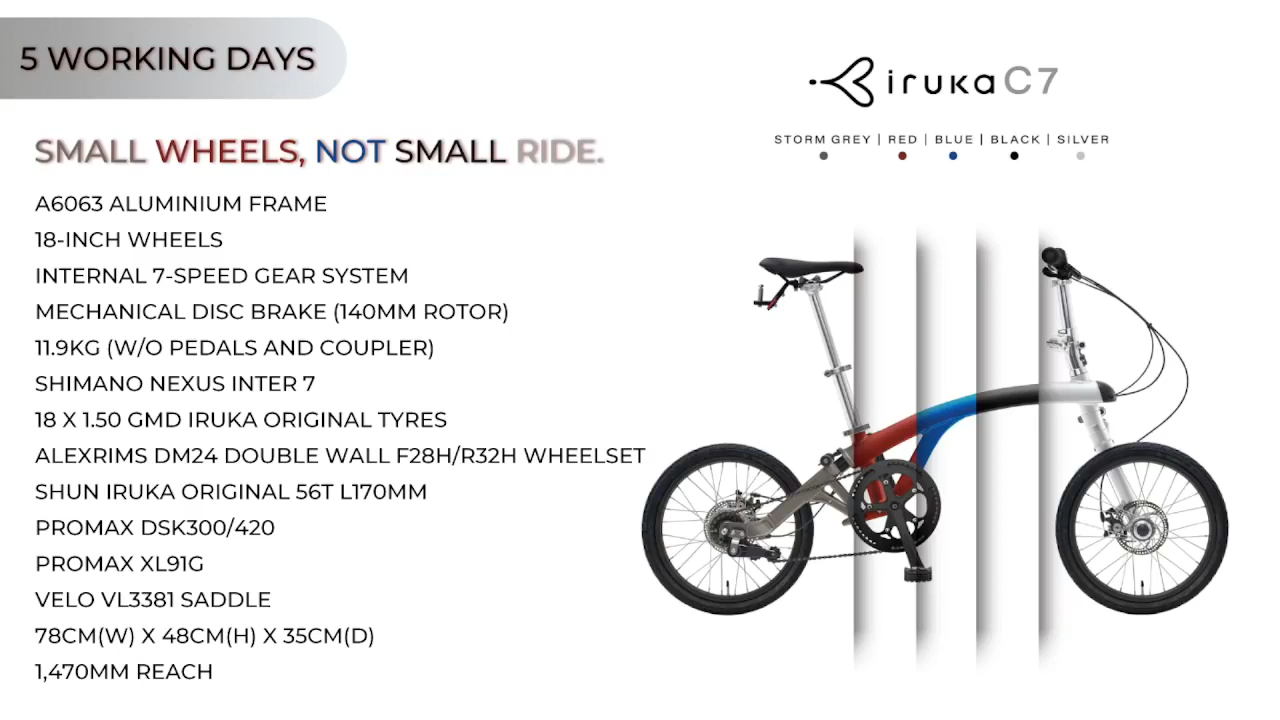 5 WORKING DAYS
iruka C7
STORM GREY | RED | BLUE | BLACK | SILVER
SMALL WHEELS, NOT SMALL RIDE.
A6063 ALUMINIUM FRAME
18-INCH WHEELS
INTERNAL 7-SPEED GEAR SYSTEM
MECHANICAL DISC BRAKE (140MM ROTOR)
11.9KG (W/O PEDALS AND COUPLER)
SHIMANO NEXUS INTER 7
18 X 1.50 GMD IRUKA ORIGINAL TYRES
ALEXRIMS DM24 DOUBLE WALL F28H/R32H WHEELSET
SHUN IRUKA ORIGINAL 56T L170MM
PROMAX DSK300/420
PROMAX XL91G
VELO VL3381 SADDLE
78CM(W) X 48CM(H) X 35CM(D)
1,470MM REACH